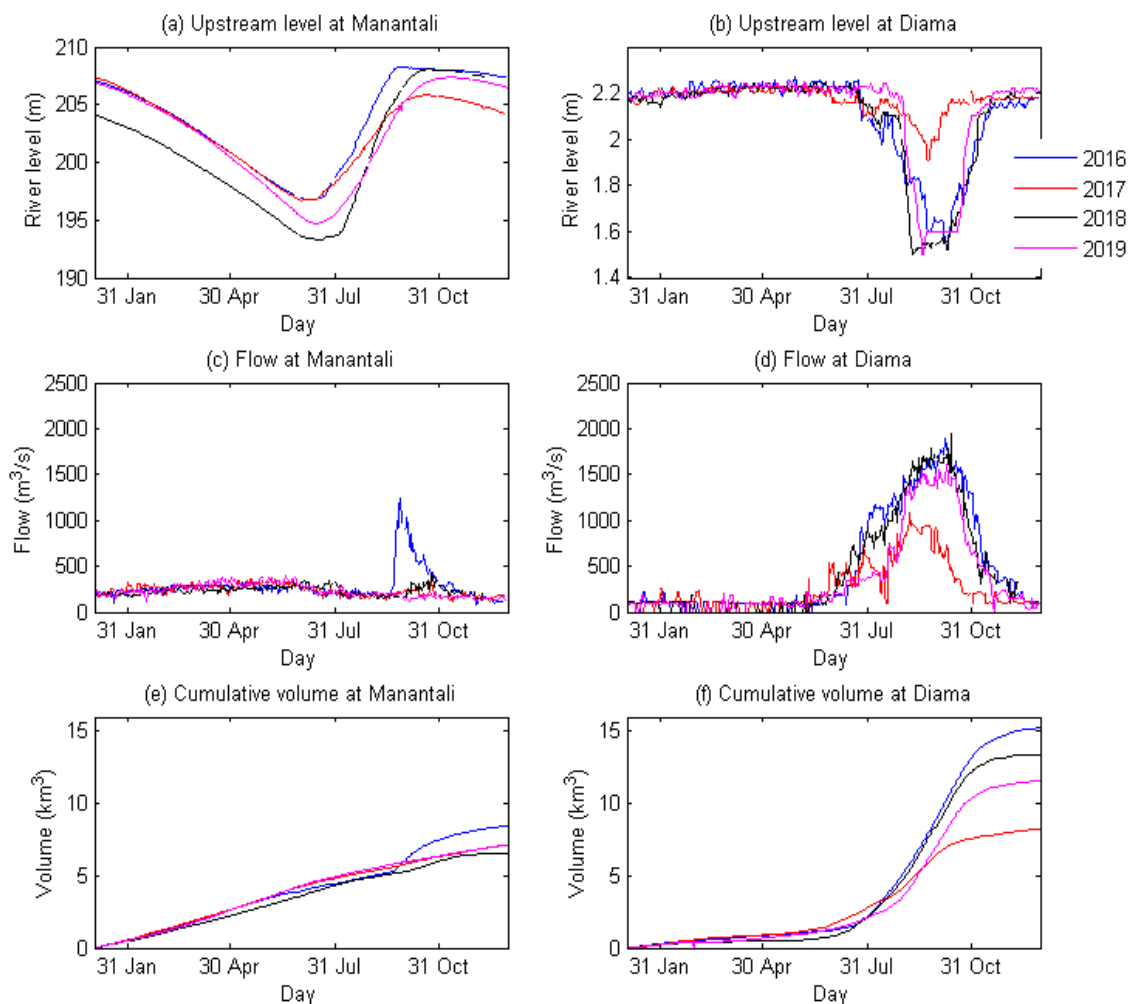 (a) Upstream level at Manantali
(b) Upstream level at Diama
210
205
200
195
190
River level (m)
31 Jan 30 Apr 31 Jul 31 Oct
Day
2.2
2
1.8
1.6
1.4
River level (m)
31 Jan 30 Apr 31 Jul 31 Oct
Day
2016
2017
2018
2019
(c) Flow at Manantali
(d) Flow at Diama
2500
2000
1500
1000
500
0
Flow (m³/s)
31 Jan 30 Apr 31 Jul 31 Oct
Day
2500
2000
1500
1000
500
0
Flow (m³/s)
31 Jan 30 Apr 31 Jul 31 Oct
Day
(e) Cumulative volume at Manantali
(f) Cumulative volume at Diama
15
10
5
0
Volume (km³)
31 Jan 30 Apr 31 Jul 31 Oct
Day
15
10
5
0
Volume (km³)
31 Jan 30 Apr 31 Jul 31 Oct
Day